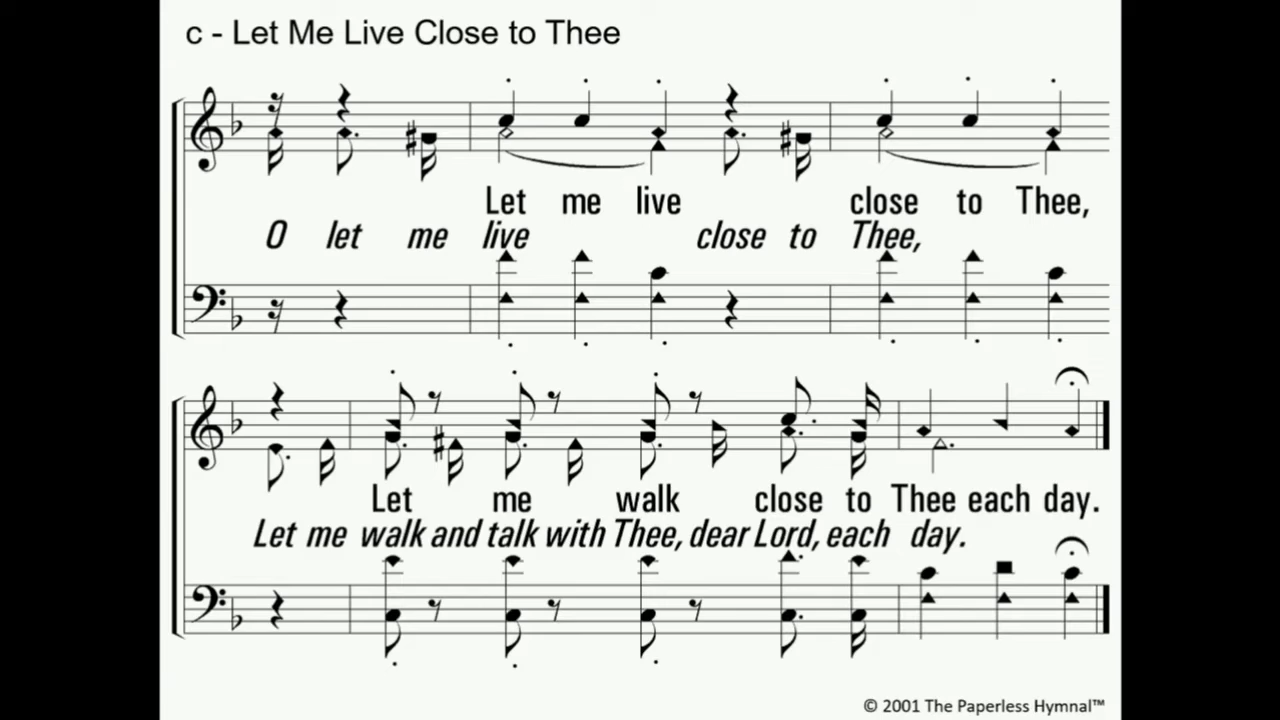 c - Let Me Live Close to Thee
Let me live close to Thee,
O let me live close to Thee,
Let me walk close to Thee each day.
Let me walk and talk with Thee, dear Lord, each day.
© 2001 The Paperless Hymnal™